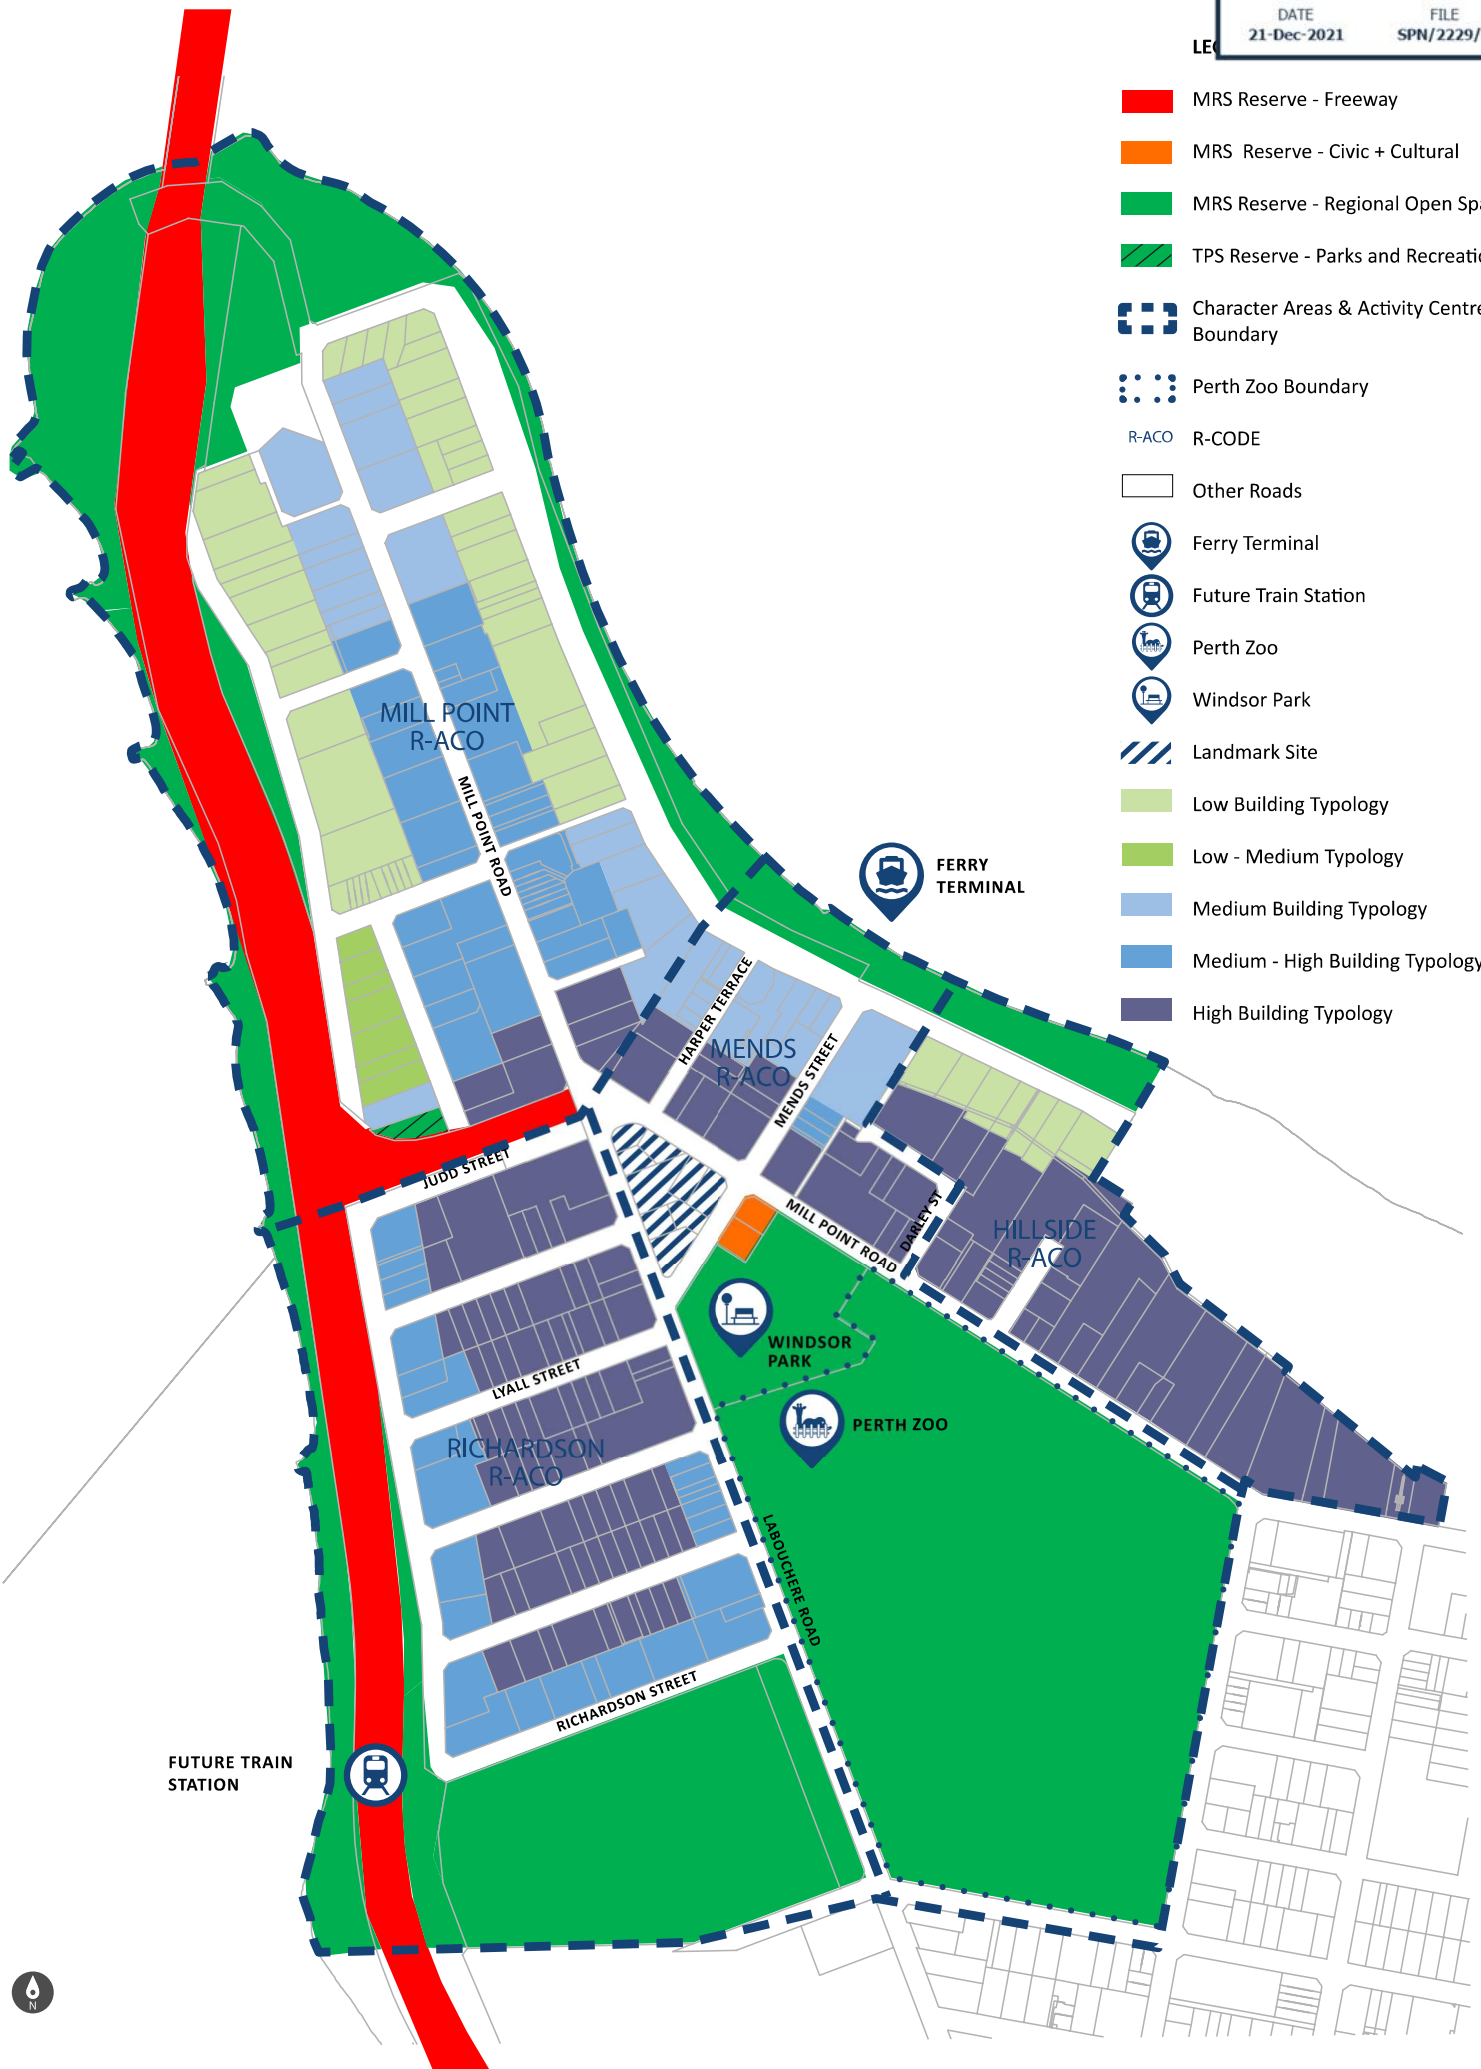 DATE
FILE
21-Dec-2021
SPN/2229/
MRS Reserve - Freeway
MRS Reserve - Civic + Cultural
MRS Reserve - Regional Open
TPS Reserve - Parks and
Character Areas & Activity
Boundary
Perth Zoo Boundary
R-ACO R-CODE
Other Roads
Ferry Terminal
Future Train Station
Perth Zoo
Windsor Park
Landmark Site
Low Building Typology
Low - Medium Typology
Medium Building Typology
Medium - High Building Typology
High Building Typology
MILL POINT
R-ACO
MILL POINT ROAD
FERRY
TERMINAL
HARPER TERRACE
MENDS
R-ACO
MENDS STREET
JUDD STREET
MILL POINT ROAD
DARLEY ST
HILLSIDE
R-ACO
WINDSOR
PARK
LYALL STREET
PERTH ZOO
RICHARDSON
R-ACO
LABOUCHERE ROAD
RICHARDSON STREET
FUTURE TRAIN
STATION
N